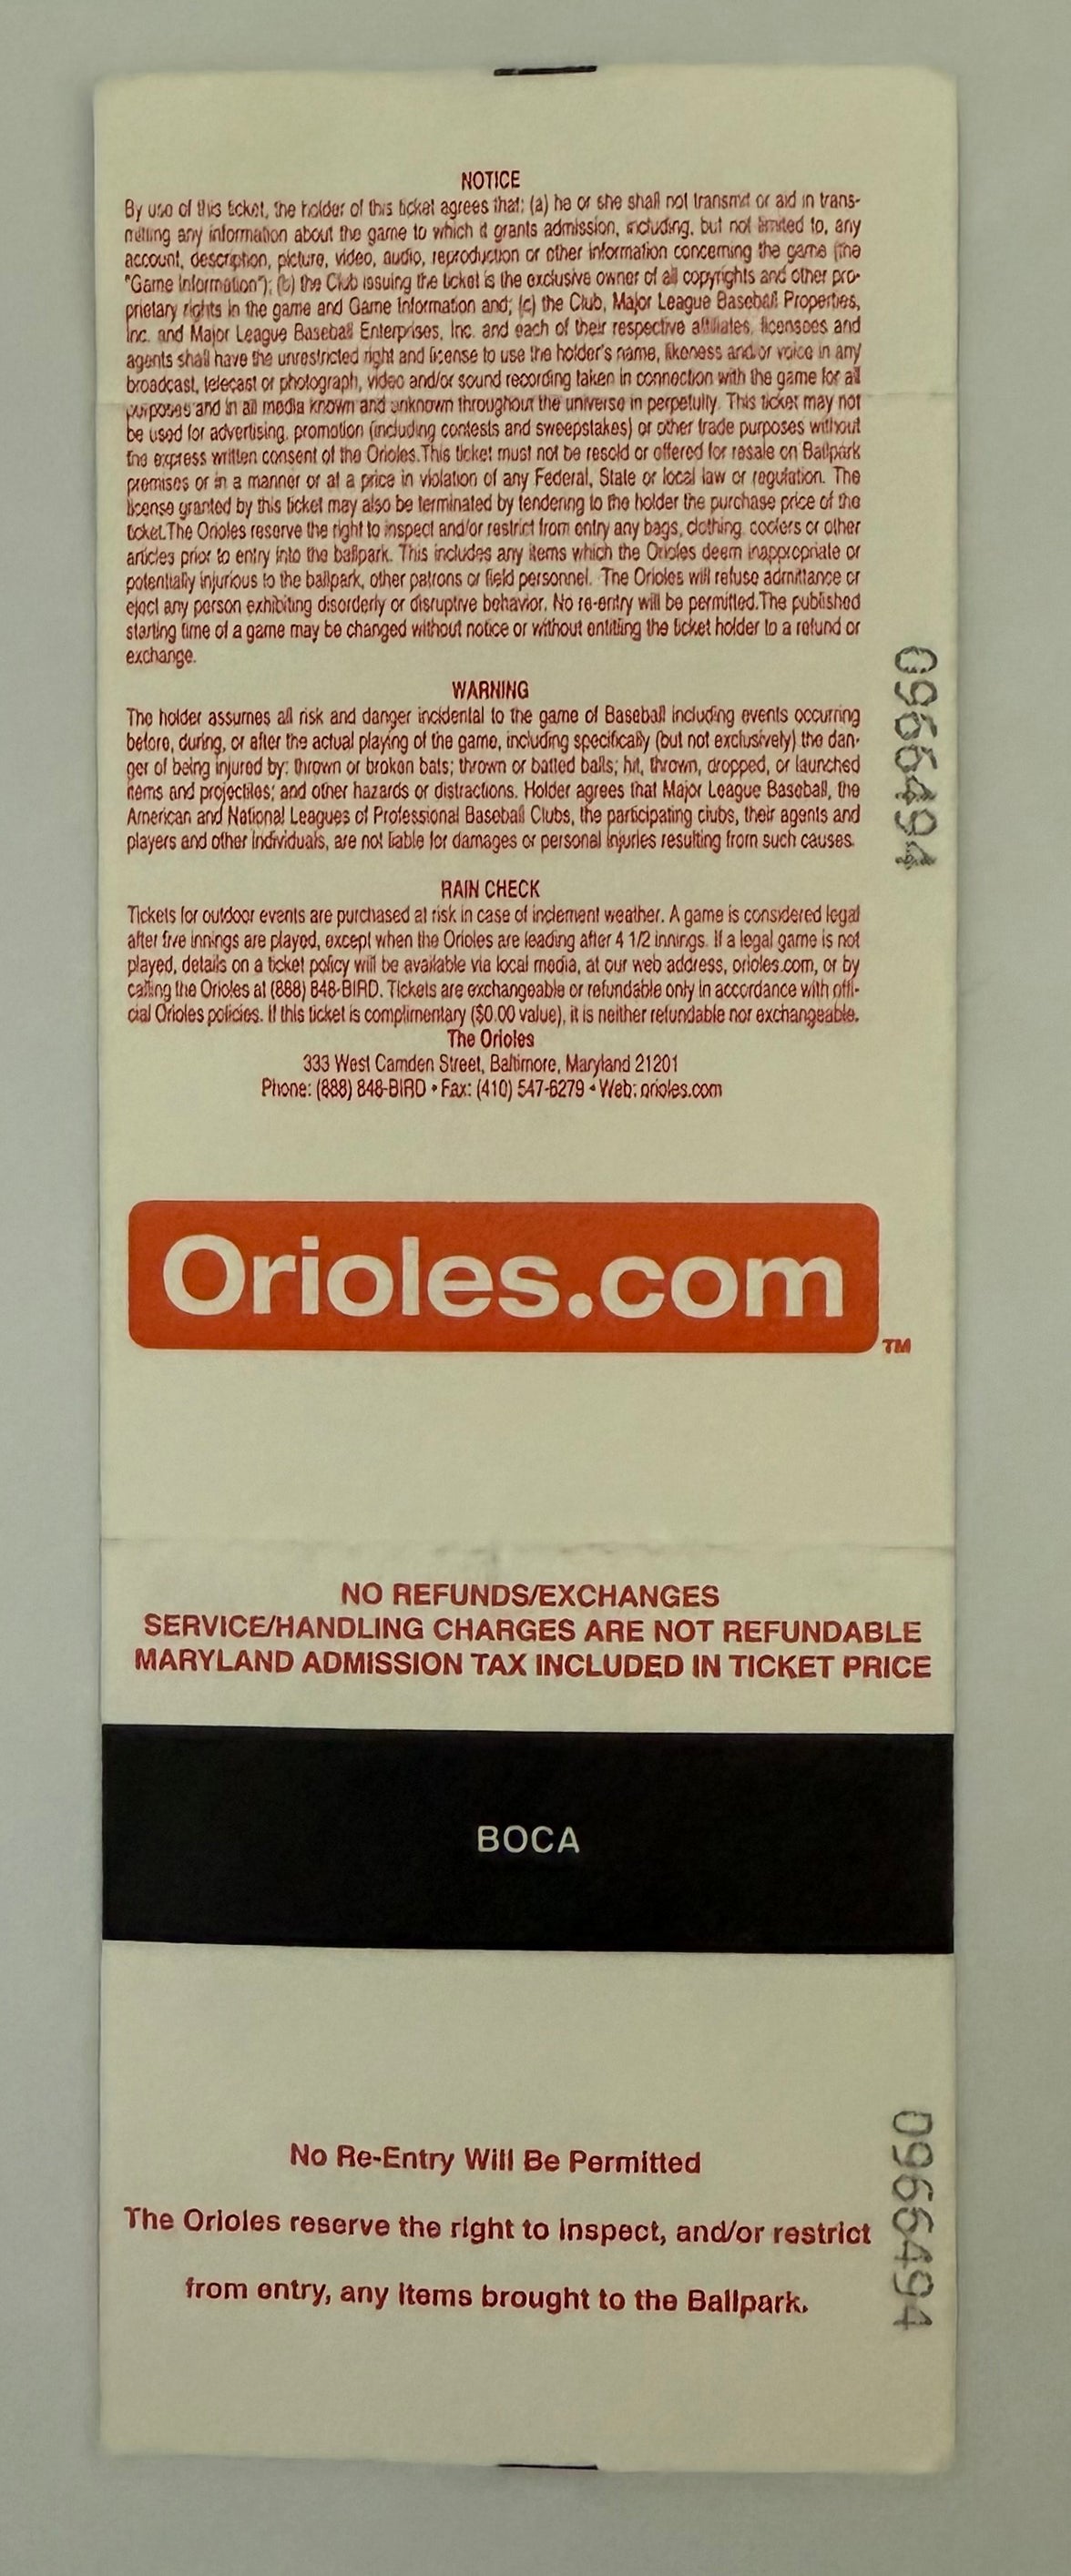 NOTICE
By use of this ticket, the holder of this ticket agrees that: (a) he or she shall not transmit or aid in trans-
mitting any information about the game to which it grants admission, including, but not limited to, any
account, description, picture, video, audio, reproduction or other information concerning the game (the
"Game Information"); (b) the Club issuing the ticket is the exclusive owner of all copyrights and other pro-
prietary rights in the game and Game Information and; (c) the Club, Major League Baseball Properties,
Inc. and Major League Baseball Enterprises, Inc. and each of their respective affiliates, licensees and
agents shall have the unrestricted right and license to use the holder's name, likeness and/or voice in any
broadcast, telecast or photograph, video and/or sound recording taken in connection with the game for all
purposes and in all media known and unknown throughout the universe in perpetuity. This ticket may not
be used for advertising, promotion (including contests and sweepstakes) or other trade purposes without
the express written consent of the Orioles.This ticket must not be resold or offered for resale on Ballpark
premises or in a manner or at a price in violation of any Federal, State or local law or regulation. The
license granted by this ticket may also be terminated by tendering to the holder the purchase price of the
ticket.The Orioles reserve the right to inspect and/or restrict from entry any bags, clothing, coolers or other
articles prior to entry into the ballpark. This includes any items which the Orioles deem inappropriate or
potentially injurious to the ballpark, other patrons or field personnel. The Orioles will refuse admittance or
eject any person exhibiting disorderly or disruptive behavior. No re-entry will be permitted.The published
starting time of a game may be changed without notice or without entitling the ticket holder to a refund or
exchange.
WARNING
The holder assumes all risk and danger incidental to the game of Baseball including events occurring
before, during, or after the actual playing of the game, including specifically (but not exclusively) the dan-
ger of being injured by: thrown or broken bats; thrown or batted balls; hit, thrown, dropped, or launched
items and projectiles; and other hazards or distractions. Holder agrees that Major League Baseball, the
American and National Leagues of Professional Baseball Clubs, the participating clubs, their agents and
players and other individuals, are not liable for damages or personal injuries resulting from such causes.
0966494
RAIN CHECK
Tickets for outdoor events are purchased at risk in case of inclement weather. A game is considered legal
after five innings are played, except when the Orioles are leading after 4 1/2 innings. If a legal game is not
played, details on a ticket policy will be available via local media, at our web address, orioles.com, or by
calling the Orioles at (888) 848-BIRD. Tickets are exchangeable or refundable only in accordance with offi-
cial Orioles policies. If this ticket is complimentary ($0.00 value), it is neither refundable nor exchangeable.
The Orioles
333 West Camden Street, Baltimore, Maryland 21201
Phone: (888) 848-BIRD • Fax: (410) 547-6279 • Web: orioles.com
Orioles.com
TM
NO REFUNDS/EXCHANGES
SERVICE/HANDLING CHARGES ARE NOT REFUNDABLE
MARYLAND ADMISSION TAX INCLUDED IN TICKET PRICE
BOCA
No Re-Entry Will Be Permitted
The Orioles reserve the right to inspect, and/or restrict
from entry, any items brought to the Ballpark.
0966494